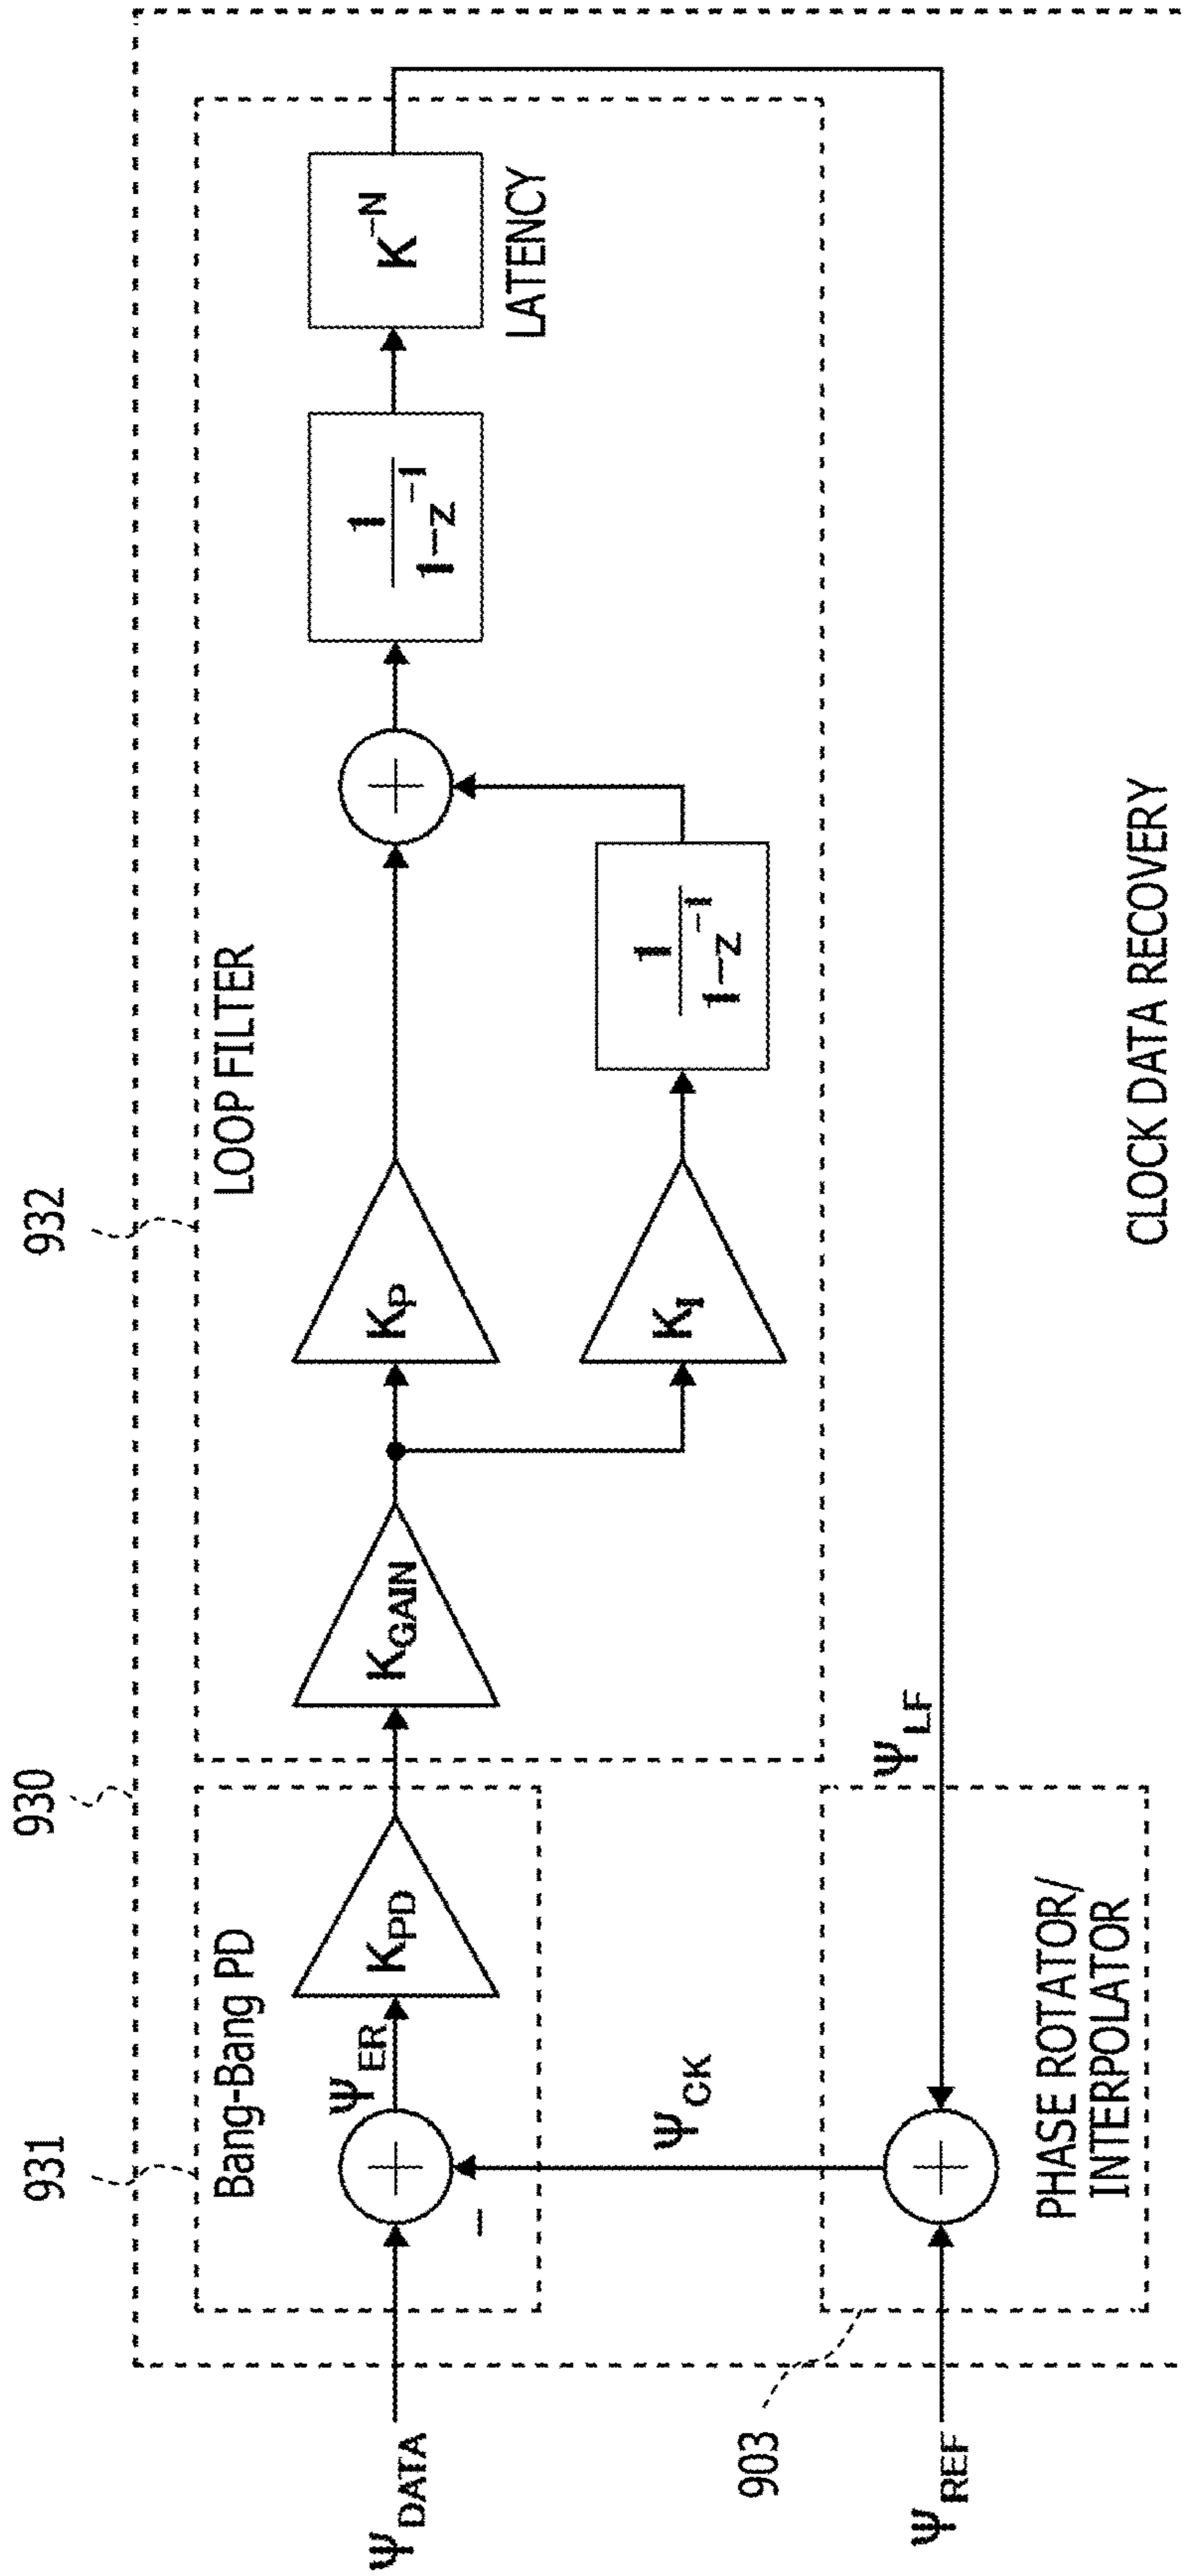 930
932
931
Bang-Bang PD
LOOP FILTER
Ψ_DATA
−
+
Ψ_ER
K_PD
K_GAIN
K_P
+
1
1−z^−1
K^−N
LATENCY
K_I
1
1−z^−1
Ψ_CK
Ψ_LF
903
Ψ_REF
+
PHASE ROTATOR/
INTERPOLATOR
CLOCK DATA RECOVERY